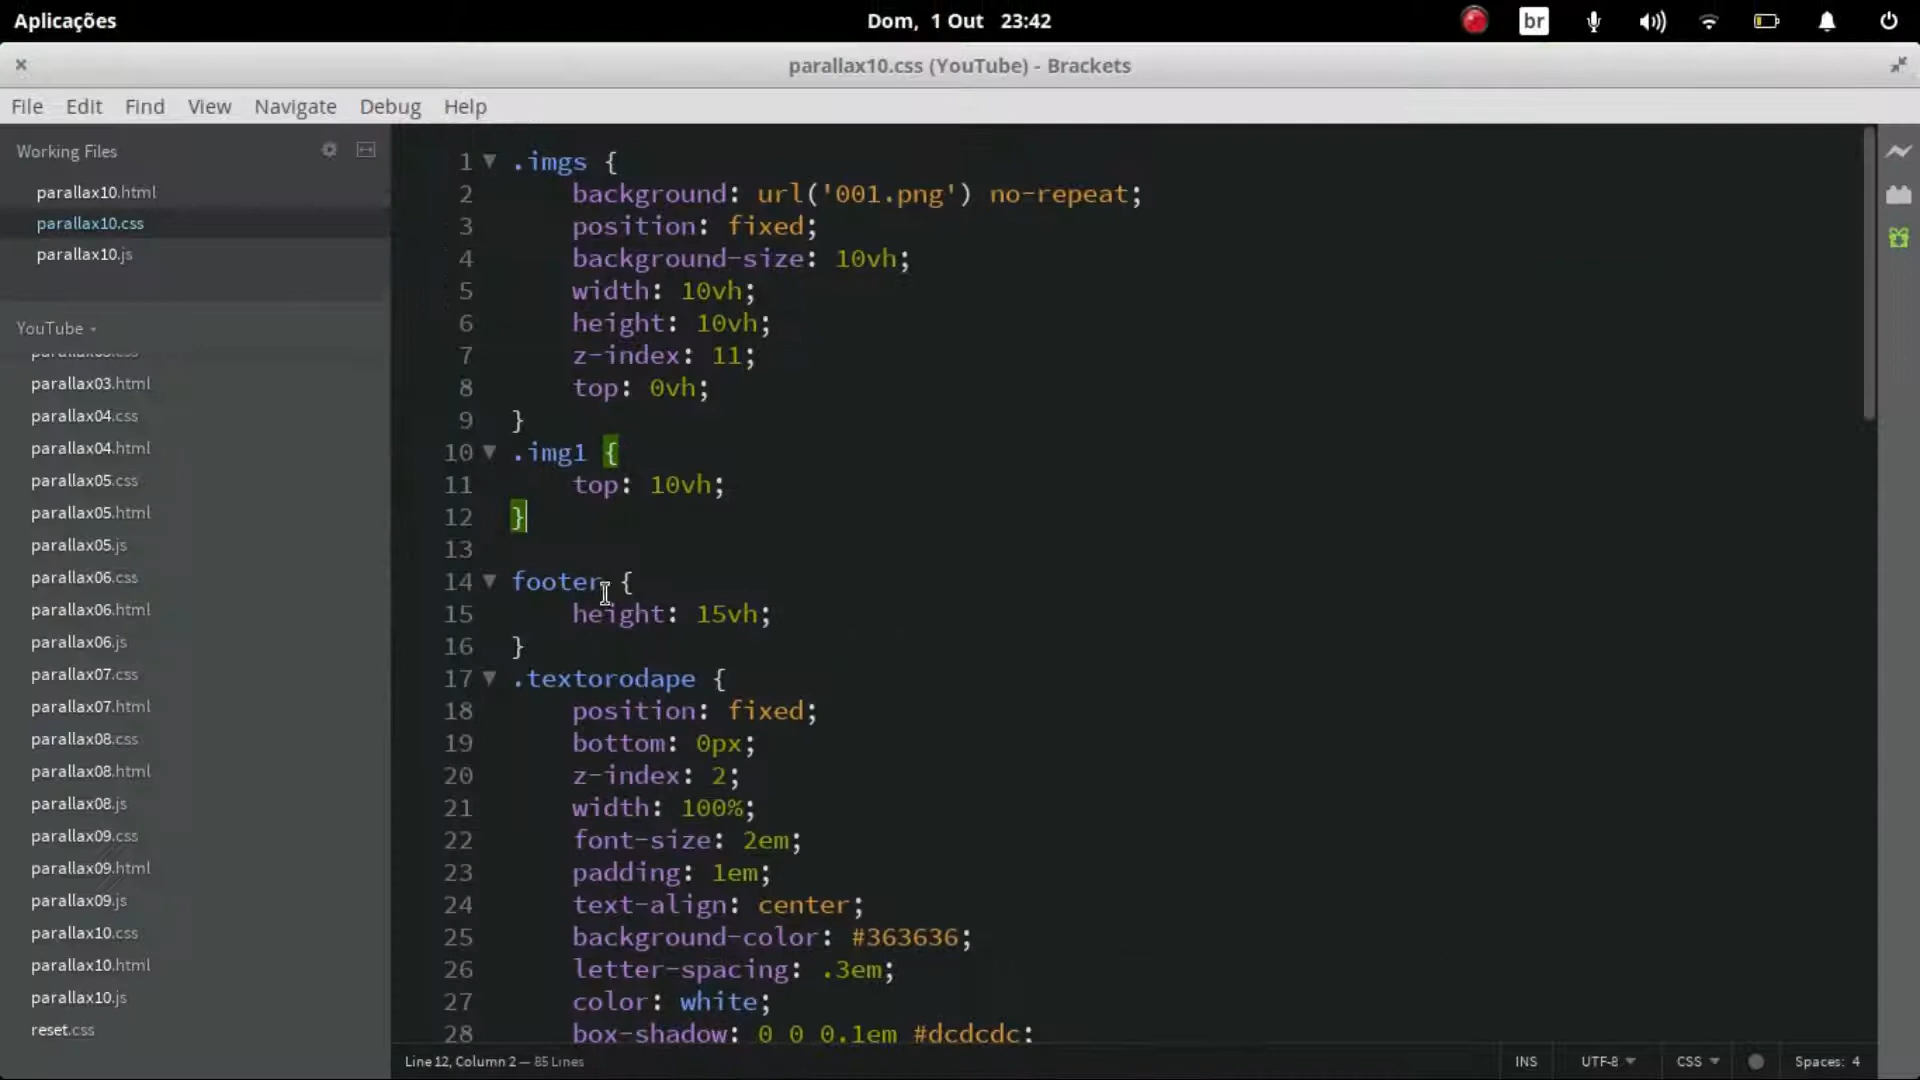 Aplicações
Dom, 1 Out 23:42
br
parallax10.css (YouTube) - Brackets
File Edit Find View Navigate Debug Help
Working Files
parallax10.html
parallax10.css
parallax10.js
YouTube
parallax03.html
parallax04.css
parallax04.html
parallax05.css
parallax05.html
parallax05.js
parallax06.css
parallax06.html
parallax06.js
parallax07.css
parallax07.html
parallax08.css
parallax08.html
parallax08.js
parallax09.css
parallax09.html
parallax09.js
parallax10.css
parallax10.html
parallax10.js
reset.css
1 .imgs {
2 background: url('001.png') no-repeat;
3 position: fixed;
4 background-size: 10vh;
5 width: 10vh;
6 height: 10vh;
7 z-index: 11;
8 top: 0vh;
9 }
10 .img1 {
11 top: 10vh;
12 }
13
14 footer {
15 height: 15vh;
16 }
17 .textorodape {
18 position: fixed;
19 bottom: 0px;
20 z-index: 2;
21 width: 100%;
22 font-size: 2em;
23 padding: 1em;
24 text-align: center;
25 background-color: #363636;
26 letter-spacing: .3em;
27 color: white;
28 box-shadow: 0 0 0.1em #dcdcdc;
Line 12, Column 2 — 85 Lines
INS UTF-8 CSS Spaces: 4